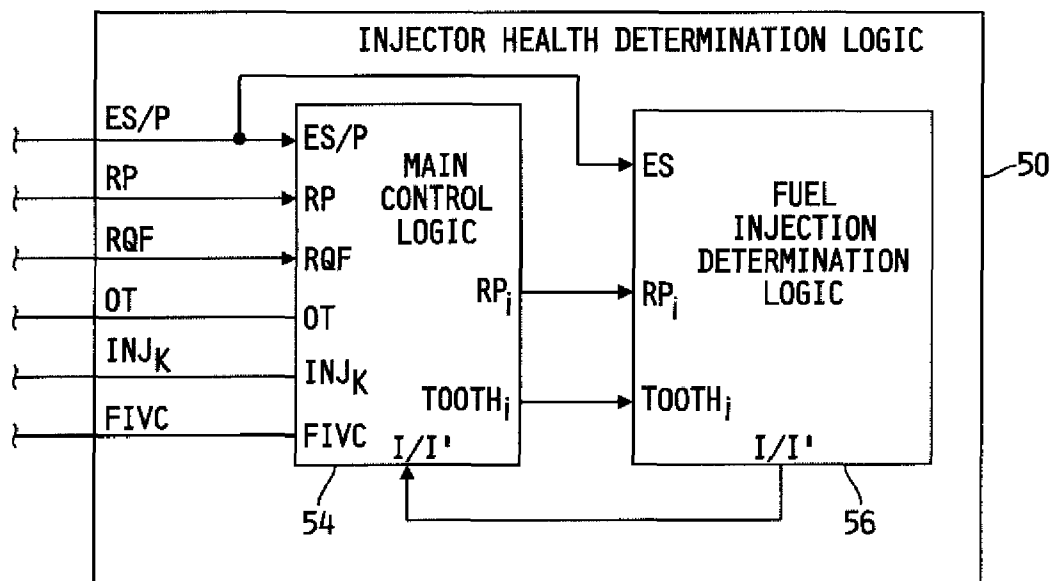 INJECTOR HEALTH DETERMINATION LOGIC
ES/P
RP
RQF
OT
INJK
FIVC
ES/P
RP
RQF
OT
INJK
FIVC
MAIN
CONTROL
LOGIC
RPi
TOOTHi
I/I'
54
ES
RPi
TOOTHi
I/I'
FUEL
INJECTION
DETERMINATION
LOGIC
56
50